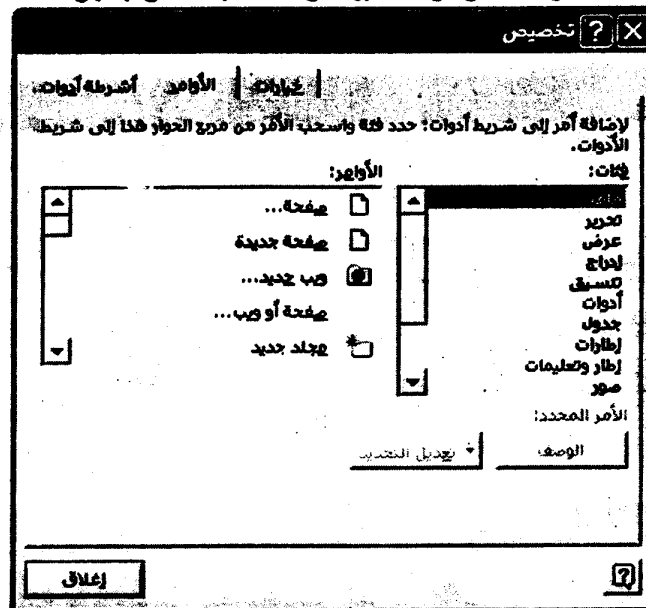 تخصيص
أشرطة أدوات
الأوامر
خيارات
لإضافة أمر إلى شريط أدوات: حدد فئة واسحب الأمر من مربع الحوار هذا إلى شريط
الأدوات.
فئات:
تحرير
عرض
إدراج
تنسيق
أدوات
جدول
إطارات
إطار وتعليمات
صور
الأوامر:
صفحة...
صفحة جديدة
ويب جديد...
صفحة أو ويب...
مجلد جديد
الأمر المحدد:
الوصف
تعديل التحديد
إغلاق